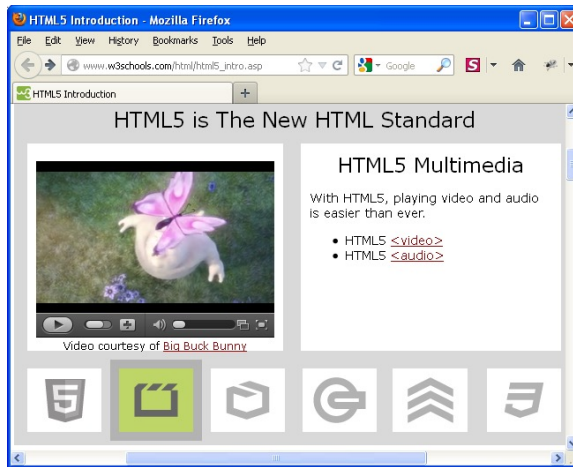 HTML5 Introduction - Mozilla Firefox
File Edit View History Bookmarks Tools Help
www.w3schools.com/html/html5_intro.asp
Google
S
HTML5 Introduction
HTML5 is The New HTML Standard
HTML5 Multimedia
With HTML5, playing video and audio
is easier than ever.
• HTML5 <video>
• HTML5 <audio>
Video courtesy of Big Buck Bunny
5
3